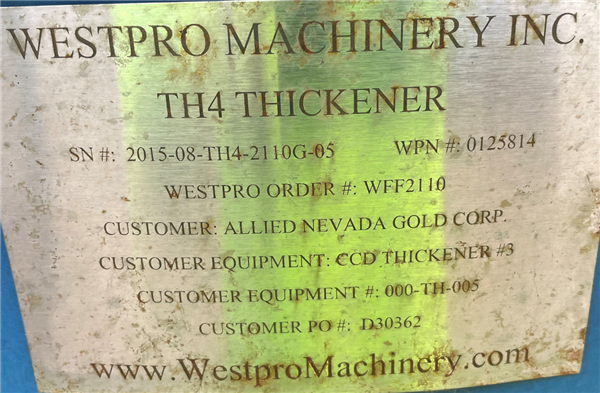 WESTPRO MACHINERY INC.
TH4 THICKENER
SN #: 2015-08-TH4-2110G-05 WPN #: 0125814
WESTPRO ORDER #: WFF2110
CUSTOMER: ALLIED NEVADA GOLD CORP.
CUSTOMER EQUIPMENT: CCD THICKENER #3
CUSTOMER EQUIPMENT #: 000-TH-005
CUSTOMER PO #: D30362
www.WestproMachinery.com